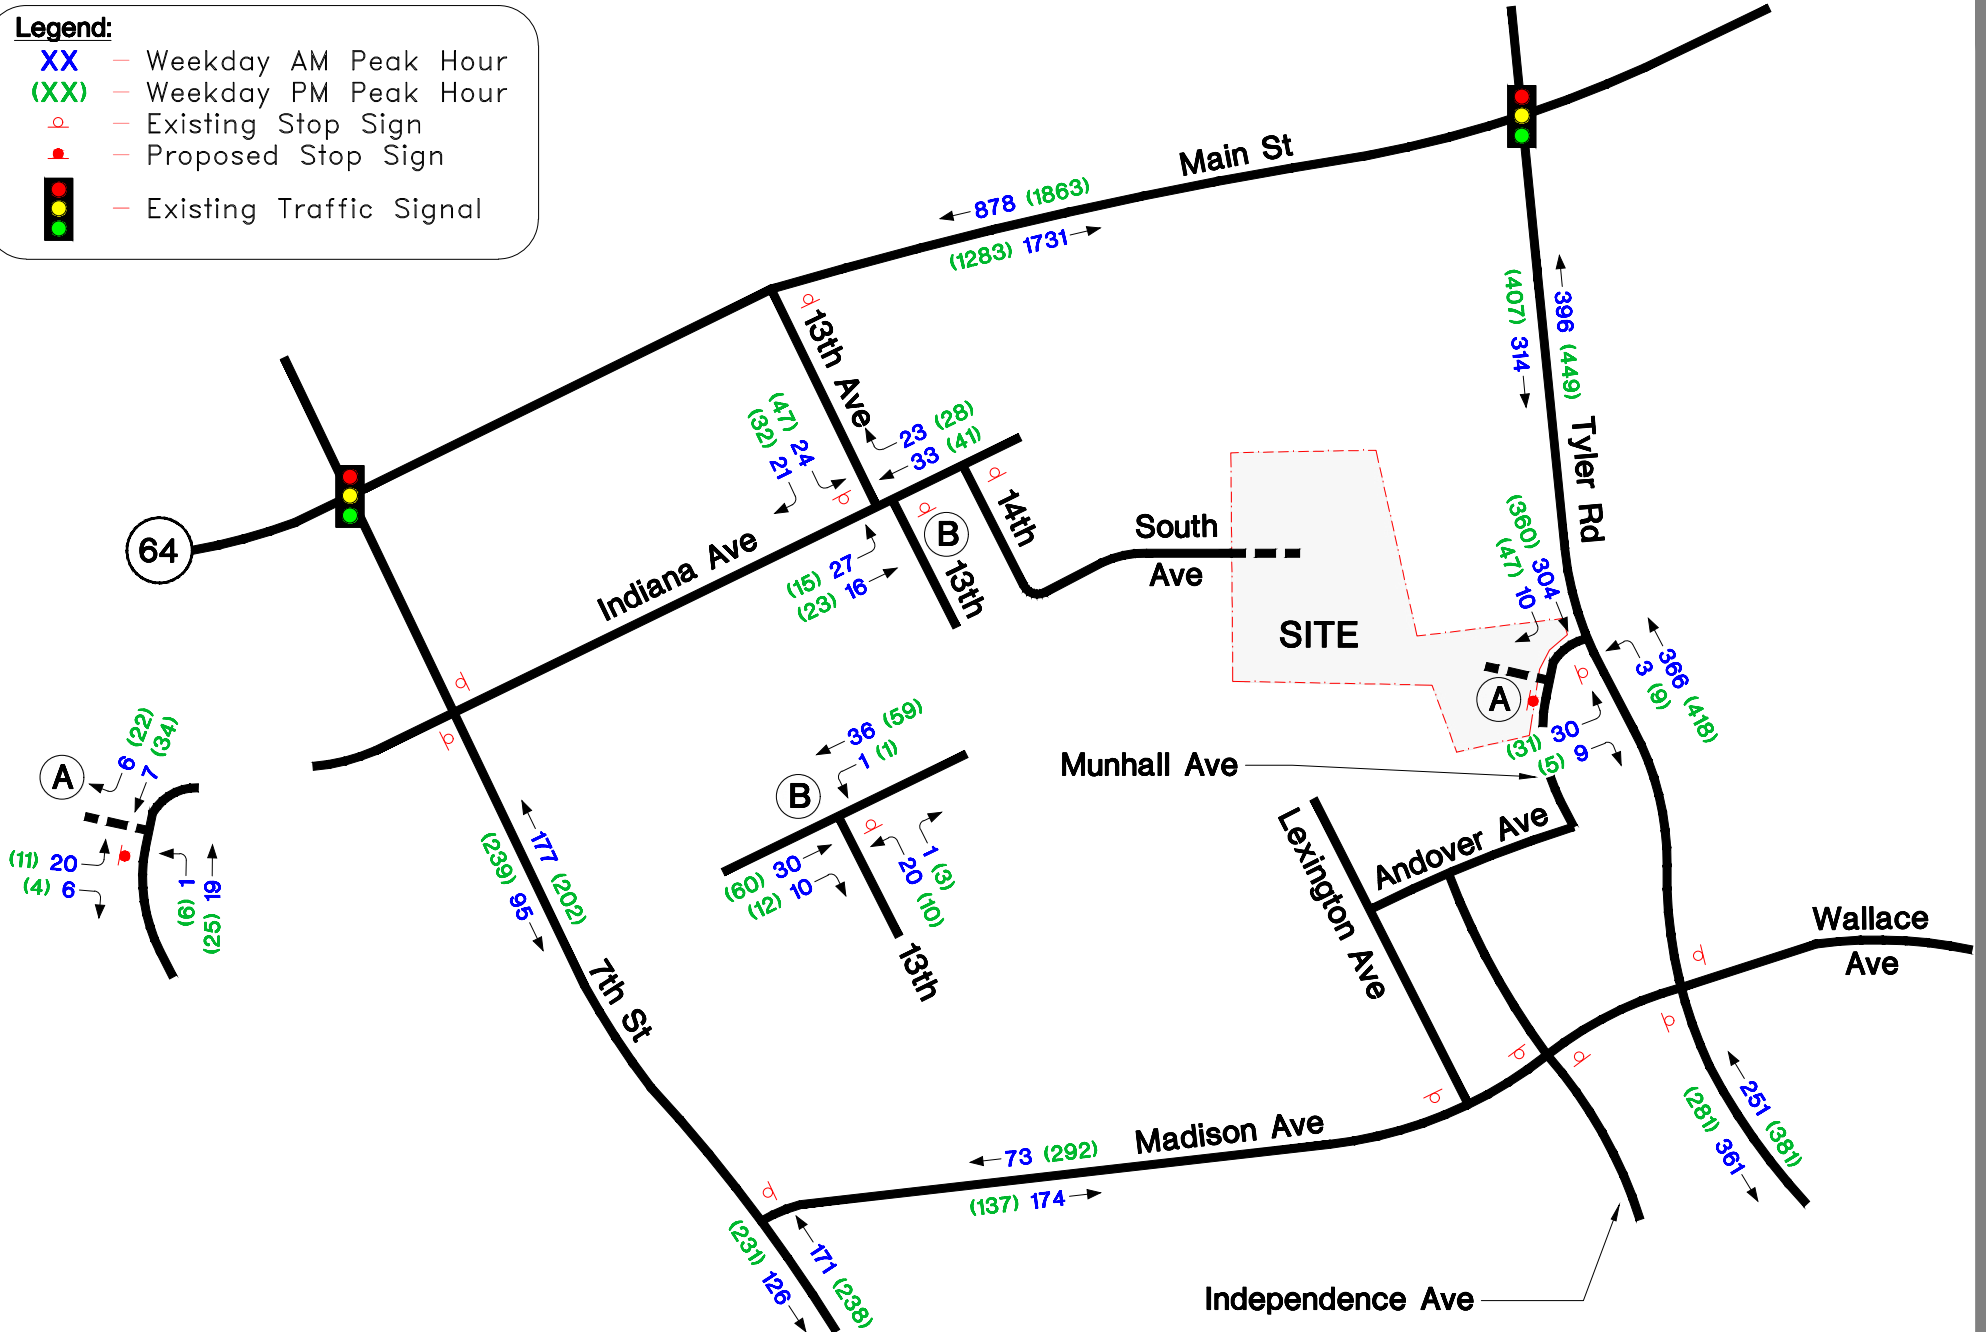 Legend:
XX – Weekday AM Peak Hour
(XX) – Weekday PM Peak Hour
– Existing Stop Sign
– Proposed Stop Sign
– Existing Traffic Signal
Main St
878 (1863)
(1283) 1731
13th Ave
(47) 24
(32) 21
23 (28)
33 (41)
(15) 27
(23) 16
B
13th
14th
Indiana Ave
64
South
Ave
SITE
(407) 314
396 (449)
Tyler Rd
(360) 304
(47) 10
366 (418)
3 (9)
A
(31) 30
(5) 9
Munhall Ave
A
6 (22)
7 (34)
(11) 20
(4) 6
(6) 1
(25) 19
B
36 (59)
1 (1)
(60) 30
(12) 10
1 (3)
20 (10)
13th
177 (202)
(239) 95
7th St
Lexington Ave
Andover Ave
Wallace
Ave
251 (381)
(281) 361
Madison Ave
73 (292)
(137) 174
171 (238)
(231) 126
Independence Ave